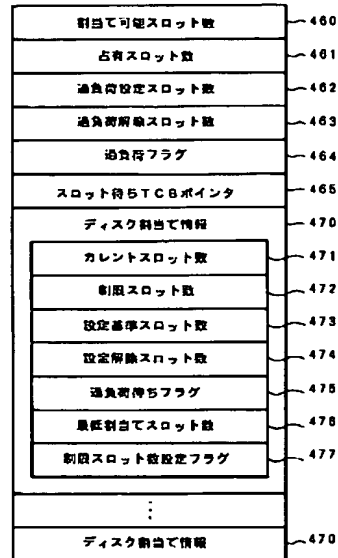 割当て可能スロット数 460
占有スロット数 461
過負荷設定スロット数 462
過負荷解除スロット数 463
過負荷フラグ 464
スロット待ちTCBポインタ 465
ディスク割当て情報 470
カレントスロット数 471
制限スロット数 472
設定基準スロット数 473
設定解除スロット数 474
過負荷待ちフラグ 475
最低割当てスロット数 476
制限スロット数設定フラグ 477
⋮
ディスク割当て情報 470